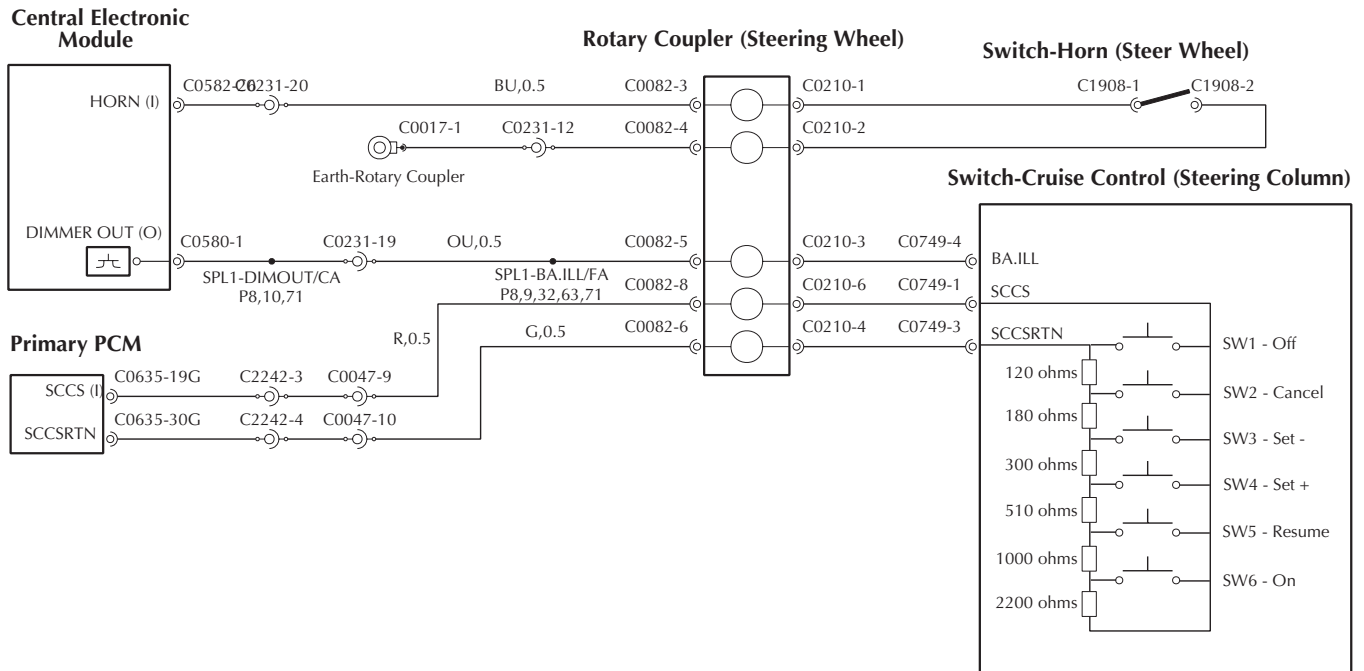 Central Electronic
Module
Rotary Coupler (Steering Wheel)
Switch-Horn (Steer Wheel)
HORN (I)
C0582-26
C0231-20
BU,0.5
C0082-3
C0210-1
C1908-1
C1908-2
C0017-1
C0231-12
C0082-4
C0210-2
Earth-Rotary Coupler
Switch-Cruise Control (Steering Column)
DIMMER OUT (O)
C0580-1
C0231-19
OU,0.5
C0082-5
C0210-3
C0749-4
BA.ILL
SPL1-DIMOUT/CA
P8,10,71
SPL1-BA.ILL/FA
P8,9,32,63,71
C0082-8
C0210-6
C0749-1
SCCS
Primary PCM
R,0.5
G,0.5
C0082-6
C0210-4
C0749-3
SCCSRTN
SW1 - Off
SCCS (I)
C0635-19G
C2242-3
C0047-9
120 ohms
SW2 - Cancel
SCCSRTN
C0635-30G
C2242-4
C0047-10
180 ohms
SW3 - Set -
300 ohms
SW4 - Set +
510 ohms
SW5 - Resume
1000 ohms
SW6 - On
2200 ohms